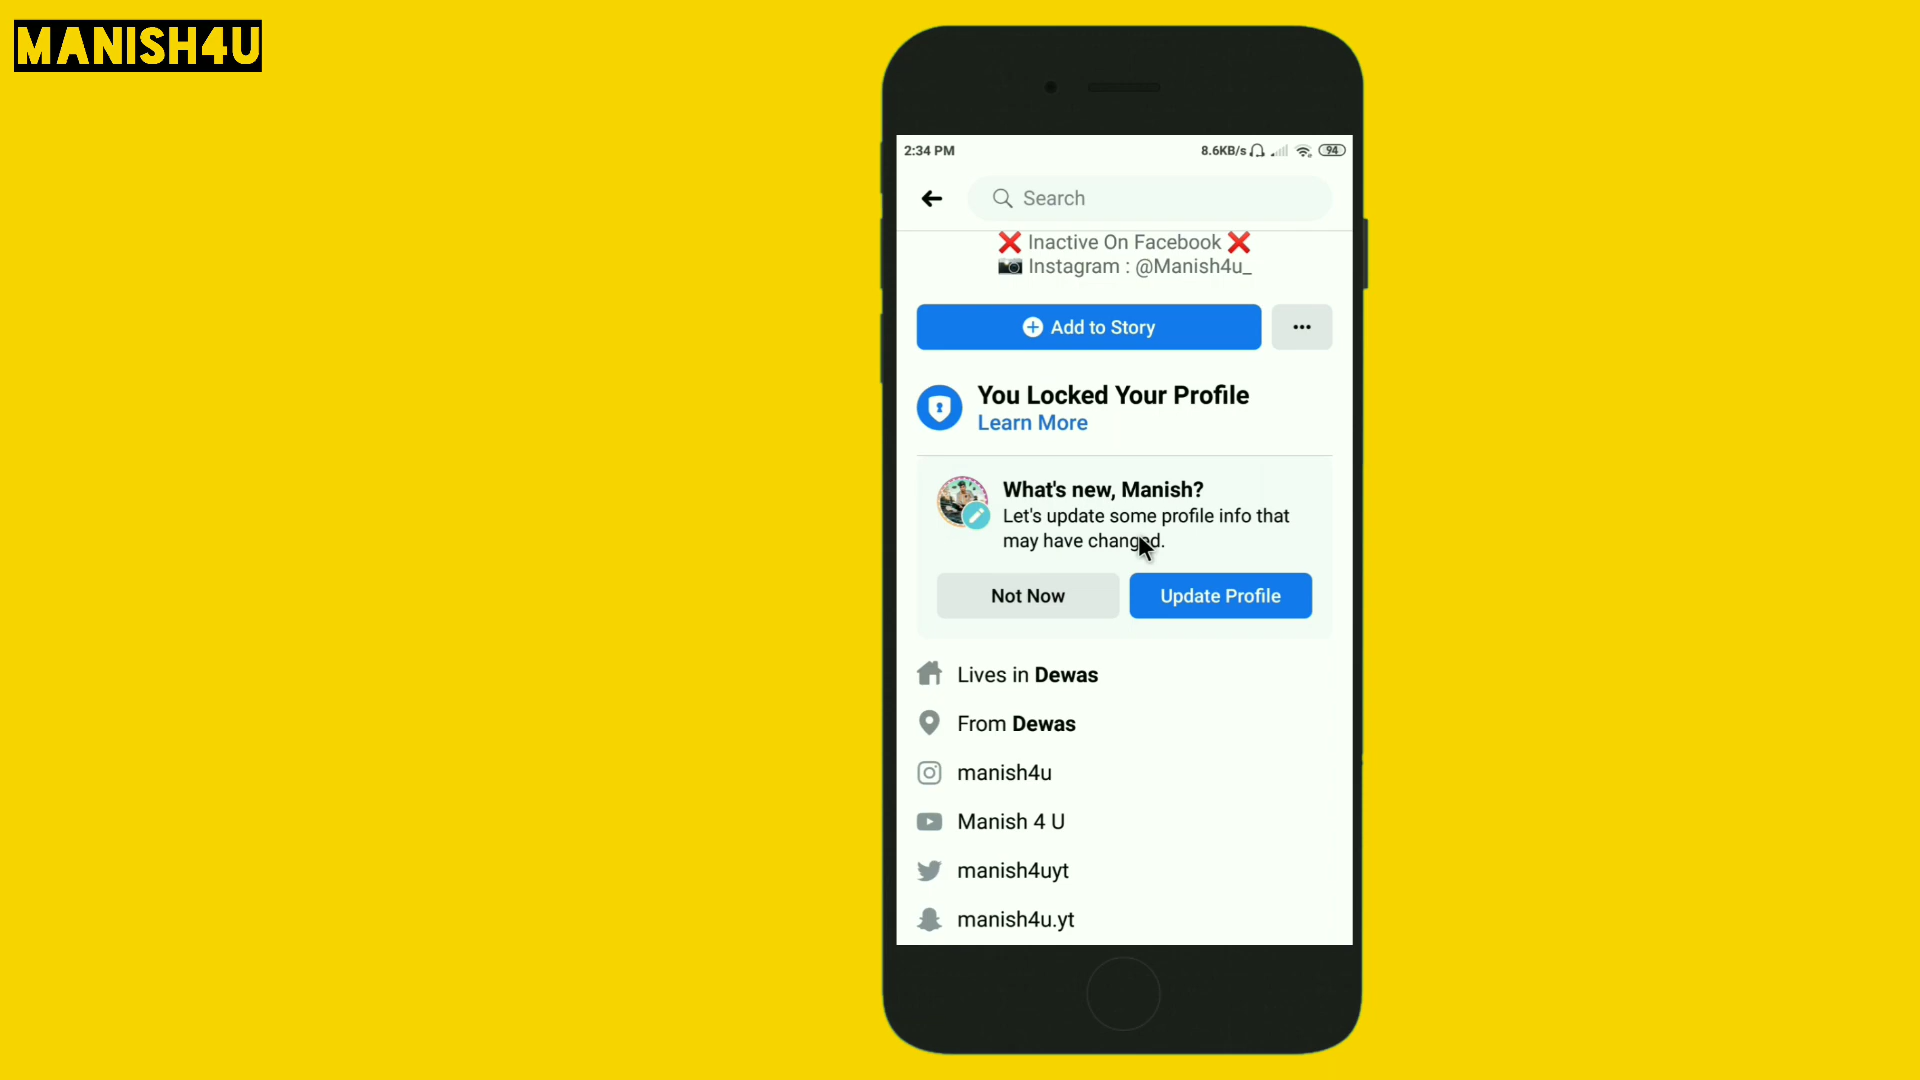 MANISH4U
2:34 PM
8.6KB/s
94
Search
❌ Inactive On Facebook ❌
📷 Instagram : @Manish4u_
Add to Story
You Locked Your Profile
Learn More
What's new, Manish?
Let's update some profile info that
may have changed.
Not Now
Update Profile
Lives in Dewas
From Dewas
manish4u
Manish 4 U
manish4uyt
manish4u.yt